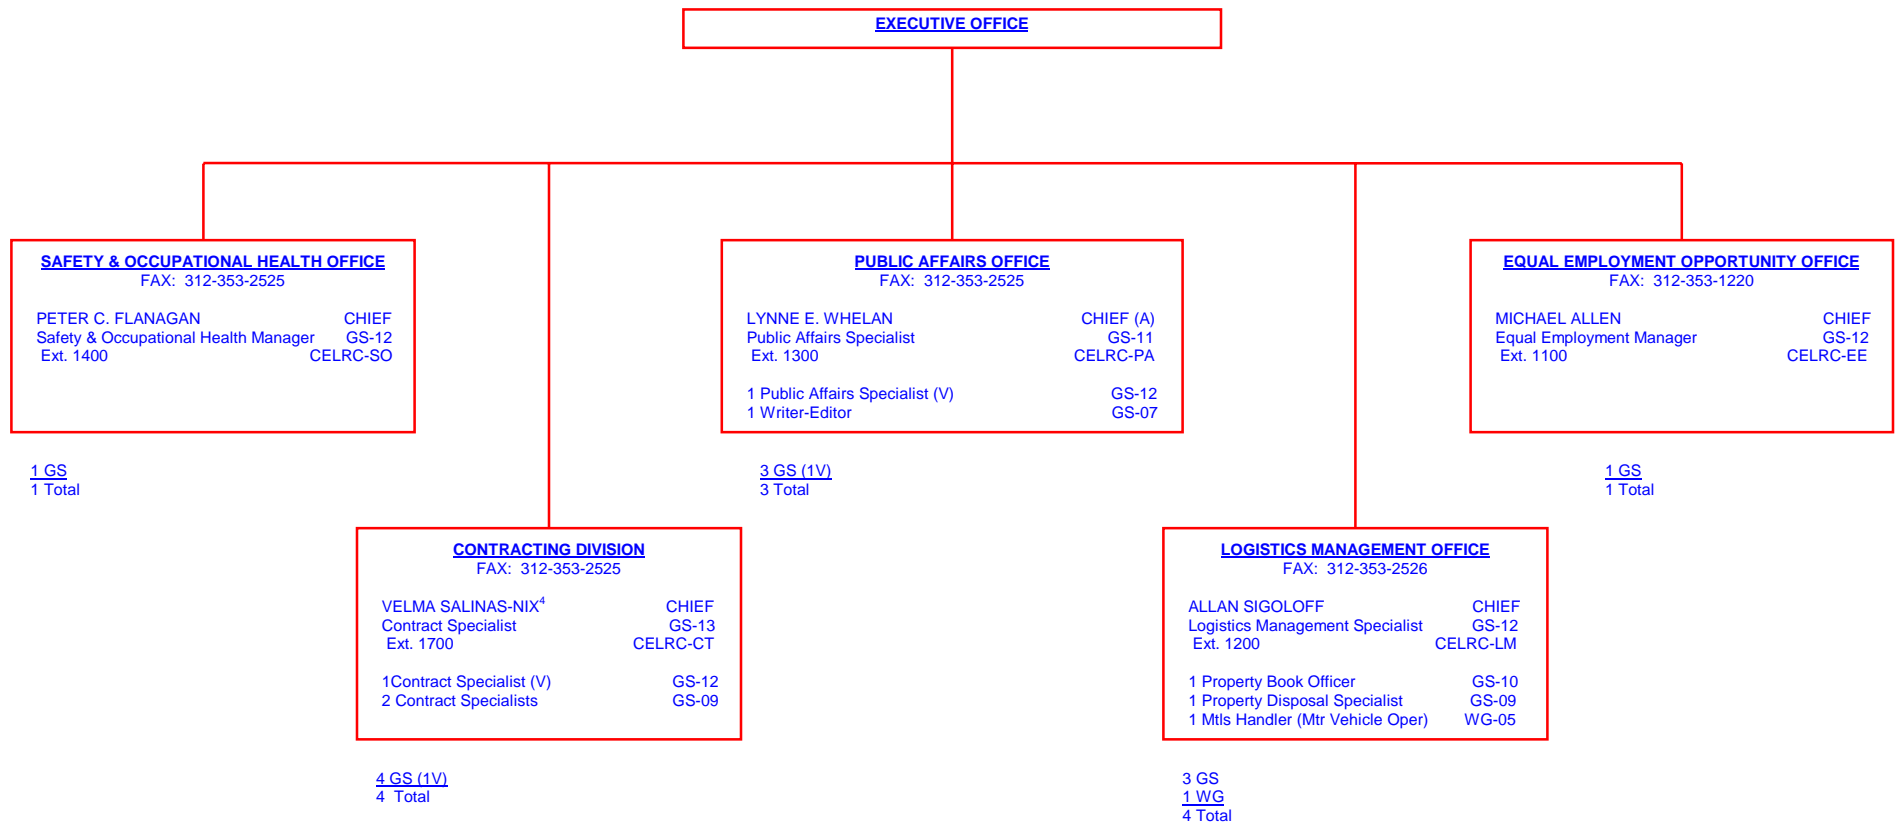 EXECUTIVE OFFICE
SAFETY & OCCUPATIONAL HEALTH OFFICE
FAX: 312-353-2525
PETER C. FLANAGAN CHIEF
Safety & Occupational Health Manager GS-12
Ext. 1400 CELRC-SO
1 GS
1 Total
PUBLIC AFFAIRS OFFICE
FAX: 312-353-2525
LYNNE E. WHELAN CHIEF (A)
Public Affairs Specialist GS-11
Ext. 1300 CELRC-PA
1 Public Affairs Specialist (V) GS-12
1 Writer-Editor GS-07
3 GS (1V)
3 Total
EQUAL EMPLOYMENT OPPORTUNITY OFFICE
FAX: 312-353-1220
MICHAEL ALLEN CHIEF
Equal Employment Manager GS-12
Ext. 1100 CELRC-EE
1 GS
1 Total
CONTRACTING DIVISION
FAX: 312-353-2525
VELMA SALINAS-NIX⁴ CHIEF
Contract Specialist GS-13
Ext. 1700 CELRC-CT
1Contract Specialist (V) GS-12
2 Contract Specialists GS-09
4 GS (1V)
4 Total
LOGISTICS MANAGEMENT OFFICE
FAX: 312-353-2526
ALLAN SIGOLOFF CHIEF
Logistics Management Specialist GS-12
Ext. 1200 CELRC-LM
1 Property Book Officer GS-10
1 Property Disposal Specialist GS-09
1 Mtls Handler (Mtr Vehicle Oper) WG-05
3 GS
1 WG
4 Total